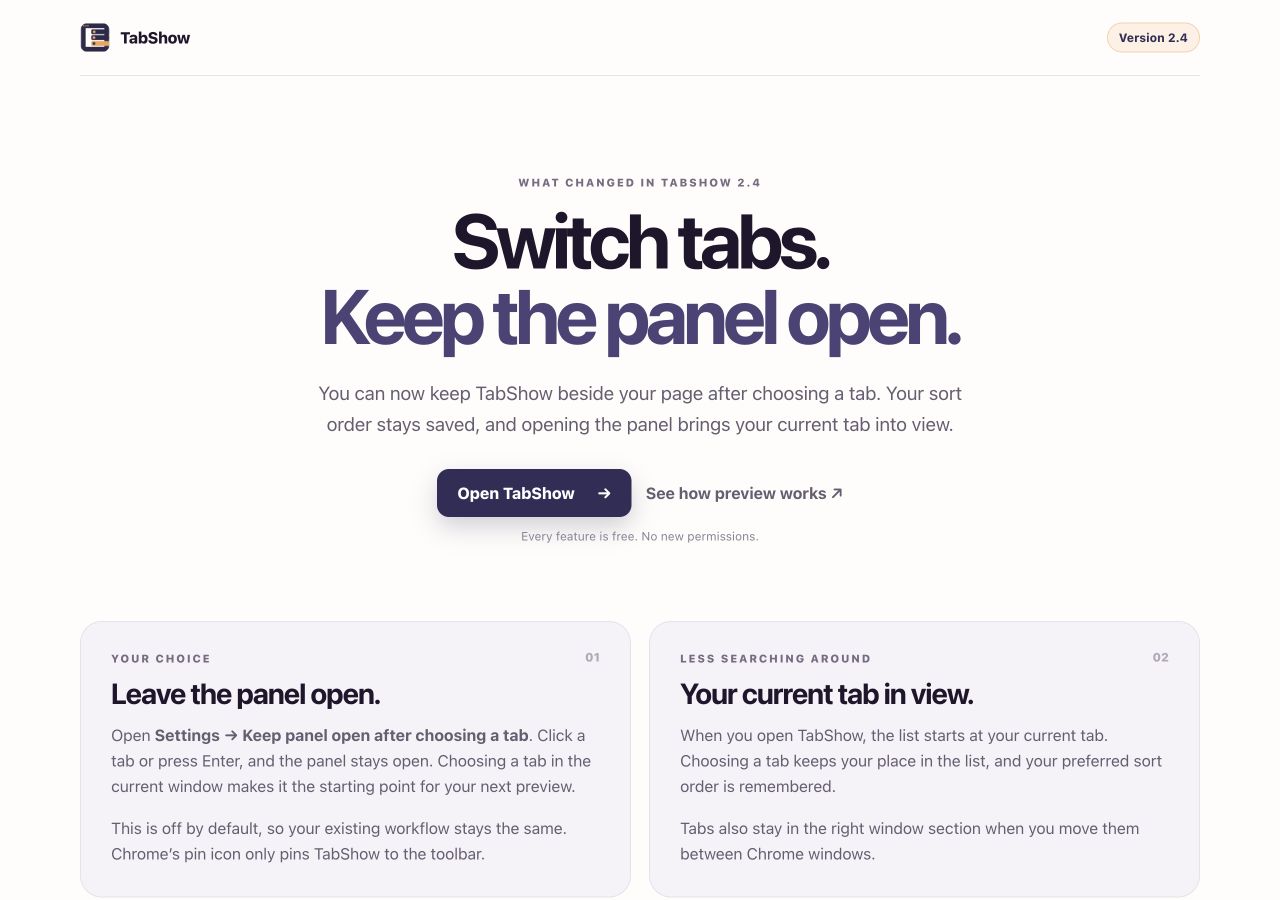 TabShow
Version 2.4
WHAT CHANGED IN TABSHOW 2.4
Switch tabs.
Keep the panel open.
You can now keep TabShow beside your page after choosing a tab. Your sort
order stays saved, and opening the panel brings your current tab into view.
Open TabShow →
See how preview works ↗
Every feature is free. No new permissions.
YOUR CHOICE
01
Leave the panel open.
Open Settings → Keep panel open after choosing a tab. Click a
tab or press Enter, and the panel stays open. Choosing a tab in the
current window makes it the starting point for your next preview.
This is off by default, so your existing workflow stays the same.
Chrome’s pin icon only pins TabShow to the toolbar.
LESS SEARCHING AROUND
02
Your current tab in view.
When you open TabShow, the list starts at your current tab.
Choosing a tab keeps your place in the list, and your preferred sort
order is remembered.
Tabs also stay in the right window section when you move them
between Chrome windows.